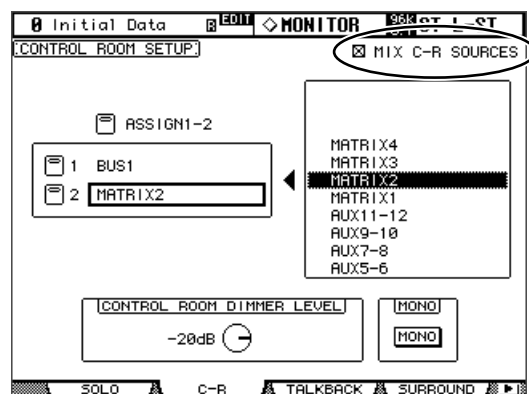 0 Initial Data EDIT ◇MONITOR 96K ST L-ST
CONTROL ROOM SETUP
☒ MIX C-R SOURCES
ASSIGN1-2
1 BUS1
2 MATRIX2
MATRIX4
MATRIX3
MATRIX2
MATRIX1
AUX11-12
AUX9-10
AUX7-8
AUX5-6
CONTROL ROOM DIMMER LEVEL
-20dB
MONO
MONO
SOLO C-R TALKBACK SURROUND